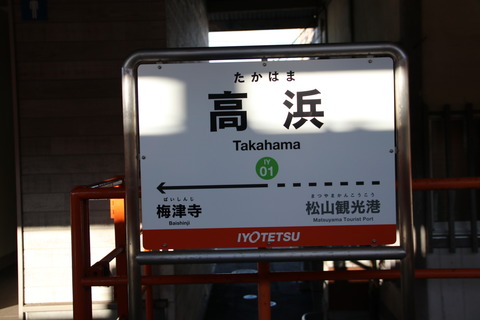 たかはま
高浜
Takahama
IY
01
ばいしんじ
梅津寺
Baishinji
まつやまかんこうこう
松山観光港
Matsuyama Tourist Port
IYOTETSU